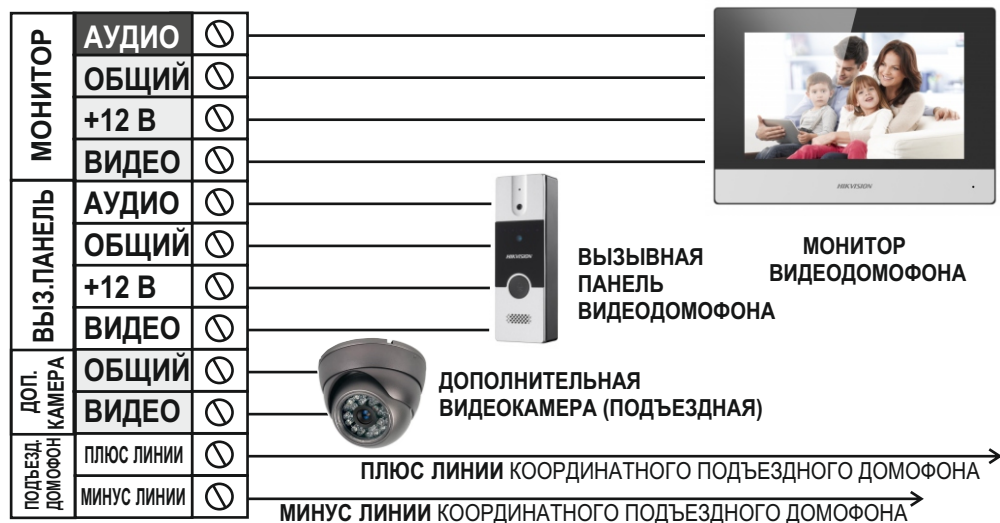 МОНИТОР
АУДИО
ОБЩИЙ
+12 В
ВИДЕО
ВЫЗ.ПАНЕЛЬ
АУДИО
ОБЩИЙ
+12 В
ВИДЕО
ДОП.
КАМЕРА
ОБЩИЙ
ВИДЕО
ПОДЪЕЗД.
ДОМОФОН
ПЛЮС ЛИНИИ
МИНУС ЛИНИИ
HIKVISION
МОНИТОР
ВИДЕОДОМОФОНА
HIKVISION
ВЫЗЫВНАЯ
ПАНЕЛЬ
ВИДЕОДОМОФОНА
ДОПОЛНИТЕЛЬНАЯ
ВИДЕОКАМЕРА (ПОДЪЕЗДНАЯ)
ПЛЮС ЛИНИИ КООРДИНАТНОГО ПОДЪЕЗДНОГО ДОМОФОНА
МИНУС ЛИНИИ КООРДИНАТНОГО ПОДЪЕЗДНОГО ДОМОФОНА